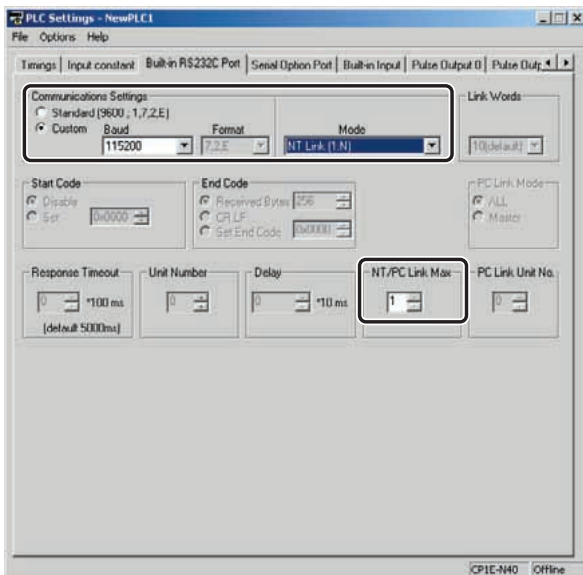 PLC Settings - NewPLC1
File Options Help
Timings Input constant Built-in RS232C Port Serial Option Port Built-in Input Pulse Output 0 Pulse Outp
Communications Settings
Standard (9600 ; 1,7,2,E)
Custom Baud Format Mode
115200 7,2,E NT Link (1:N)
Link Words
10(default)
Start Code
Disable
Set 0x0000
End Code
Received Bytes 256
CR,LF
Set End Code 0x0000
PC Link Mode
ALL
Master
Response Timeout
0 *100 ms
(default 5000ms)
Unit Number
0
Delay
0 *10 ms
NT/PC Link Max
1
PC Link Unit No.
0
CP1E-N40 Offline